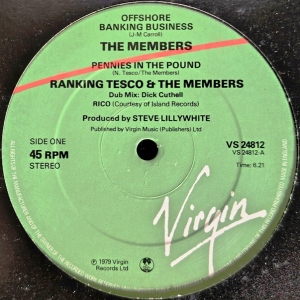 OFFSHORE
BANKING BUSINESS
(J-M Carroll)
THE MEMBERS
PENNIES IN THE POUND
(N. Tesco/The Members)
RANKING TESCO & THE MEMBERS
Dub Mix: Dick Cuthell
RICO (Courtesy of Island Records)
Produced by STEVE LILLYWHITE
Published by Virgin Music (Publishers) Ltd
SIDE ONE
45 RPM
STEREO
VS 24812
VS 24812-A
Time: 6.21
Virgin
℗ 1979 Virgin
Records Ltd